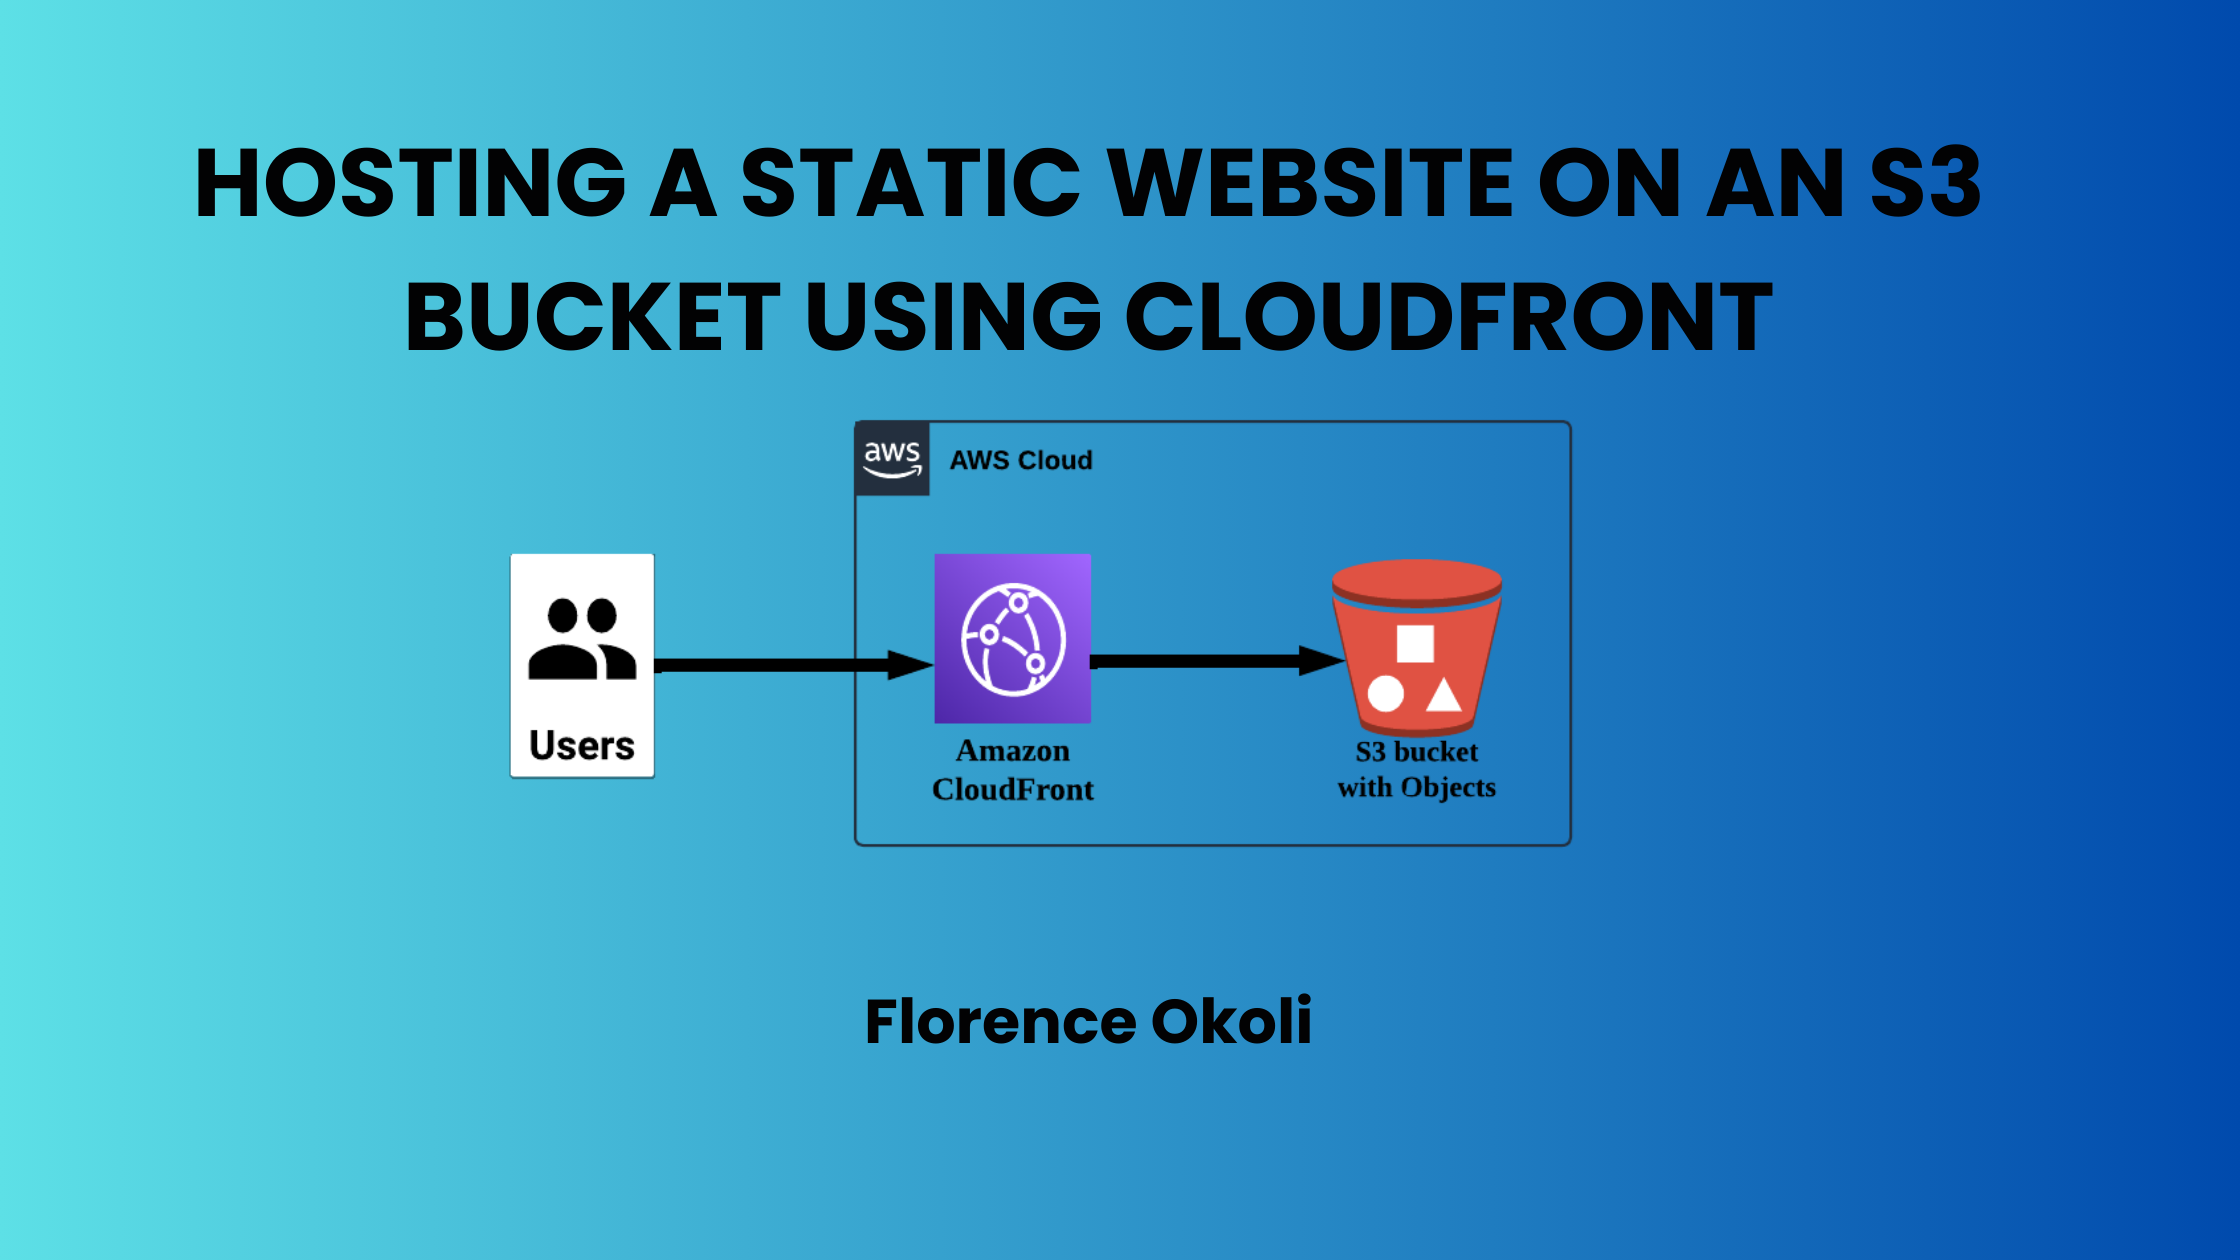 HOSTING A STATIC WEBSITE ON AN S3
BUCKET USING CLOUDFRONT
aws
AWS Cloud
Users
Amazon
CloudFront
S3 bucket
with Objects
Florence Okoli